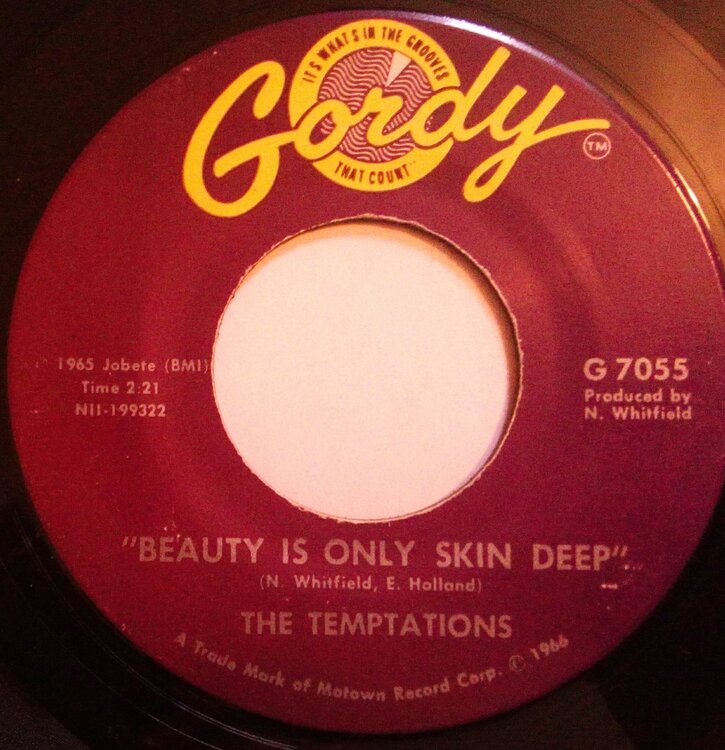 "IT'S WHAT'S IN THE GROOVES
Gordy
TM
THAT COUNT"
1965 Jobete (BMI)
Time 2:21
NII-199322
G 7055
Produced by
N. Whitfield
"BEAUTY IS ONLY SKIN DEEP"
(N. Whitfield, E. Holland)
THE TEMPTATIONS
A Trade Mark of Motown Record Corp. © 1966